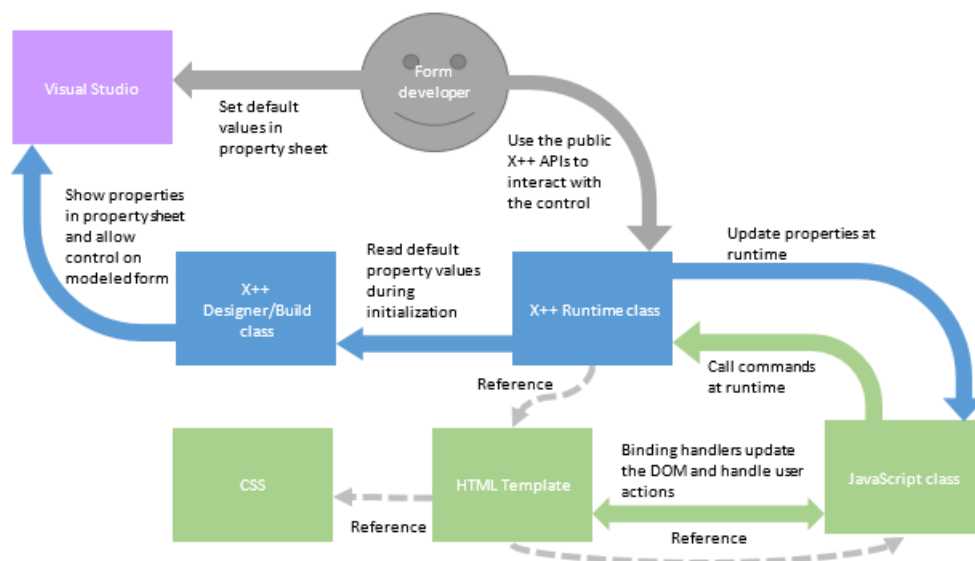 Form
developer
Visual Studio
Set default
values in
property sheet
Use the public
X++ APIs to
interact with
the control
Show properties
in property sheet
and allow
control on
modeled form
Update properties at
runtime
Read default
property values
during
initialization
X++
Designer/Build
class
X++ Runtime class
Call commands
at runtime
Reference
Binding handlers update
the DOM and handle user
actions
CSS
HTML Template
JavaScript class
Reference
Reference